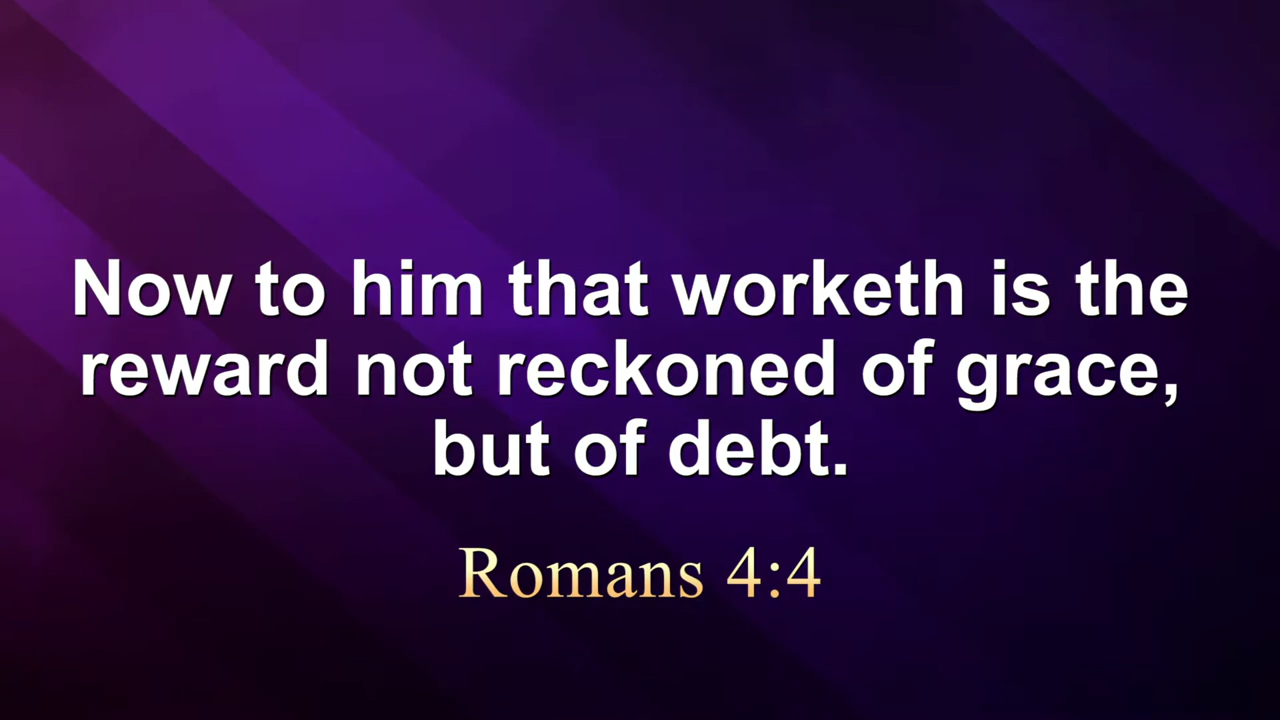 Now to him that worketh is the
reward not reckoned of grace,
but of debt.
Romans 4:4